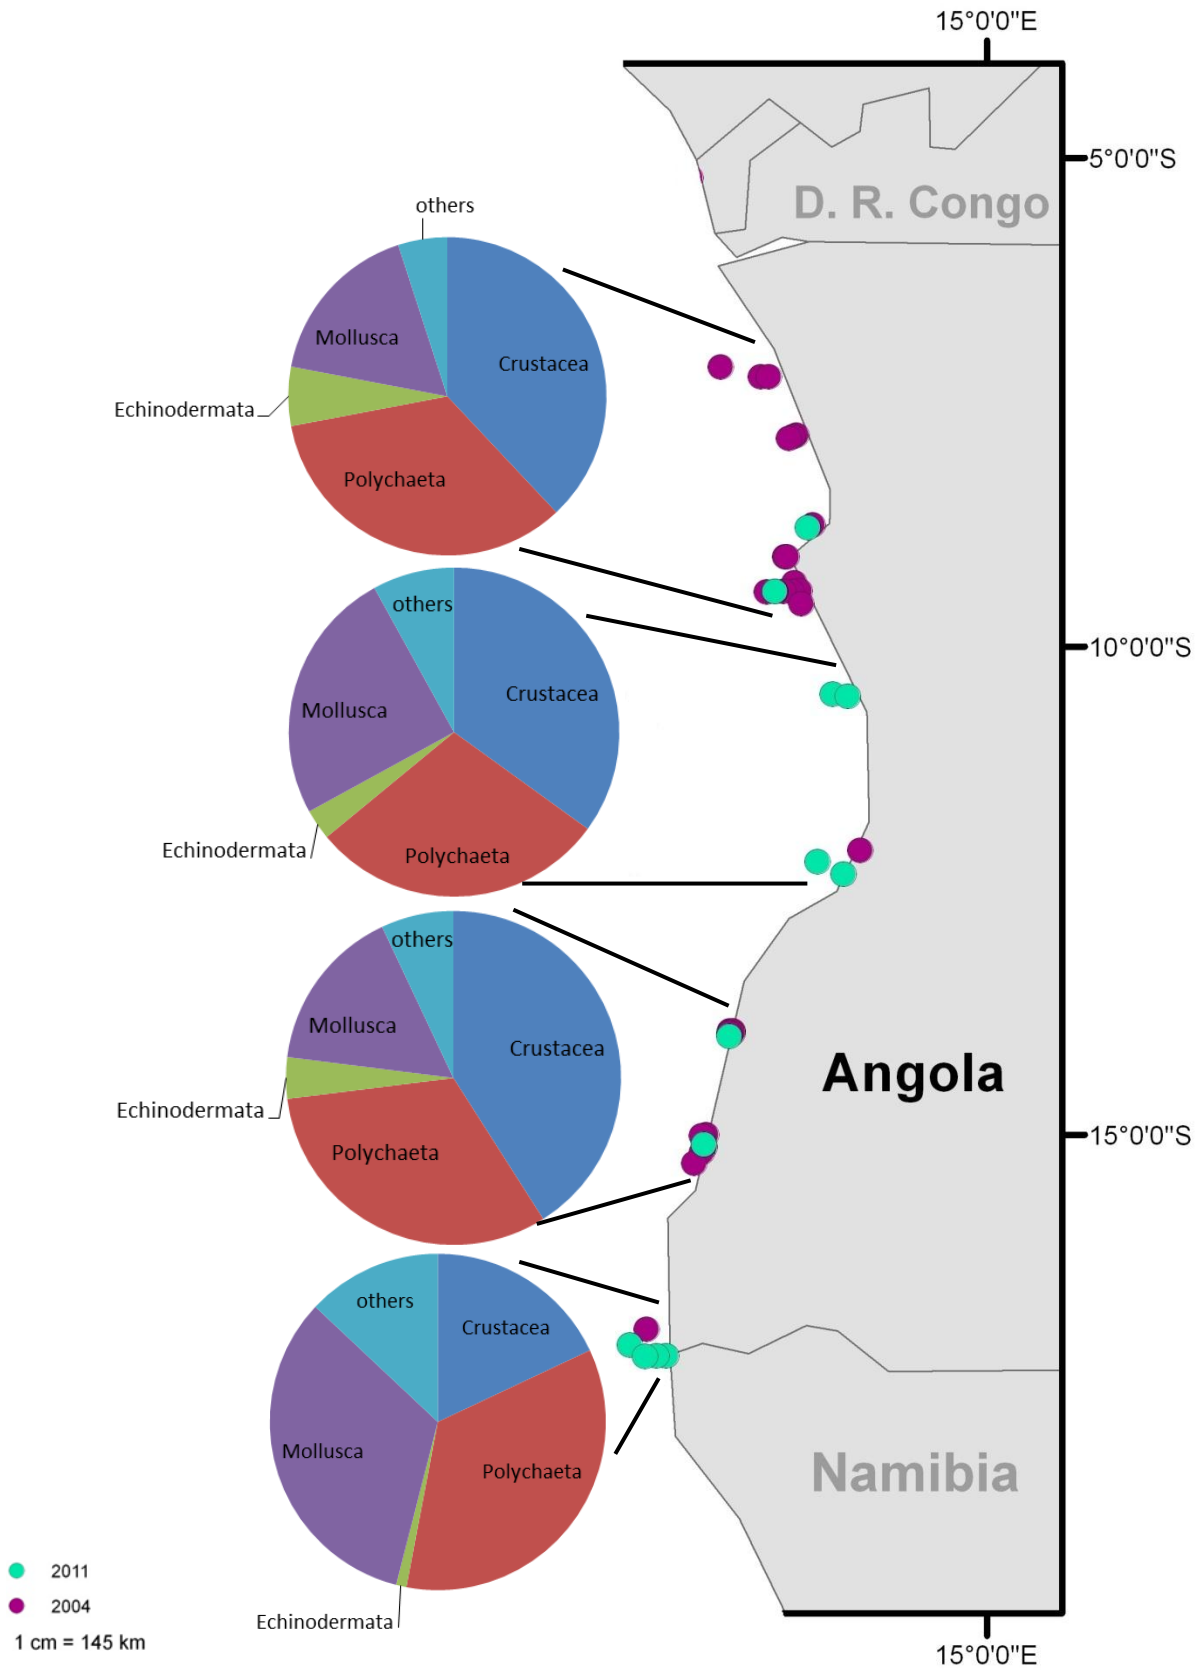 15°0'0"E
5°0'0"S
D. R. Congo
others
Mollusca
Crustacea
Echinodermata
Polychaeta
others
10°0'0"S
Crustacea
Mollusca
Echinodermata
Polychaeta
others
Mollusca
Crustacea
Angola
Echinodermata
15°0'0"S
Polychaeta
others
Crustacea
Mollusca
Polychaeta
Namibia
Echinodermata
2011
2004
1 cm = 145 km
15°0'0"E